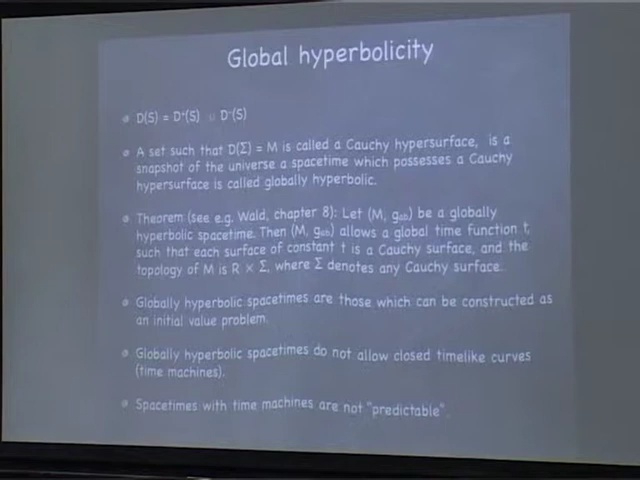 Global hyperbolicity
D(S) = D⁺(S) ∪ D⁻(S)
A set such that D(Σ) = M is called a Cauchy hypersurface, is a
snapshot of the universe a spacetime which possesses a Cauchy
hypersurface is called globally hyperbolic.
Theorem (see e.g. Wald, chapter 8): Let (M, gab) be a globally
hyperbolic spacetime. Then (M, gab) allows a global time function t,
such that each surface of constant t is a Cauchy surface, and the
topology of M is R × Σ, where Σ denotes any Cauchy surface.
Globally hyperbolic spacetimes are those which can be constructed as
an initial value problem.
Globally hyperbolic spacetimes do not allow closed timelike curves
(time machines).
Spacetimes with time machines are not "predictable".